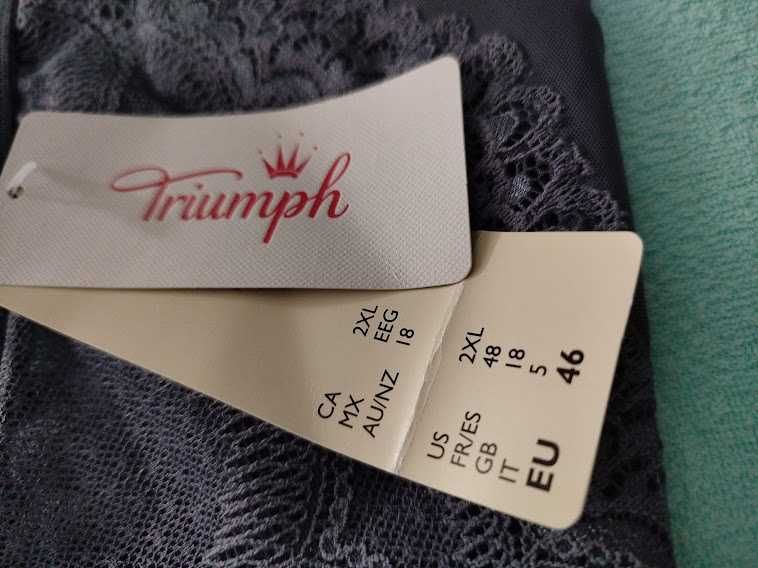 Triumph
CA 2XL
MX EEG
AU/NZ 18
US 2XL
FR/ES 48
GB 18
IT 5
EU 46